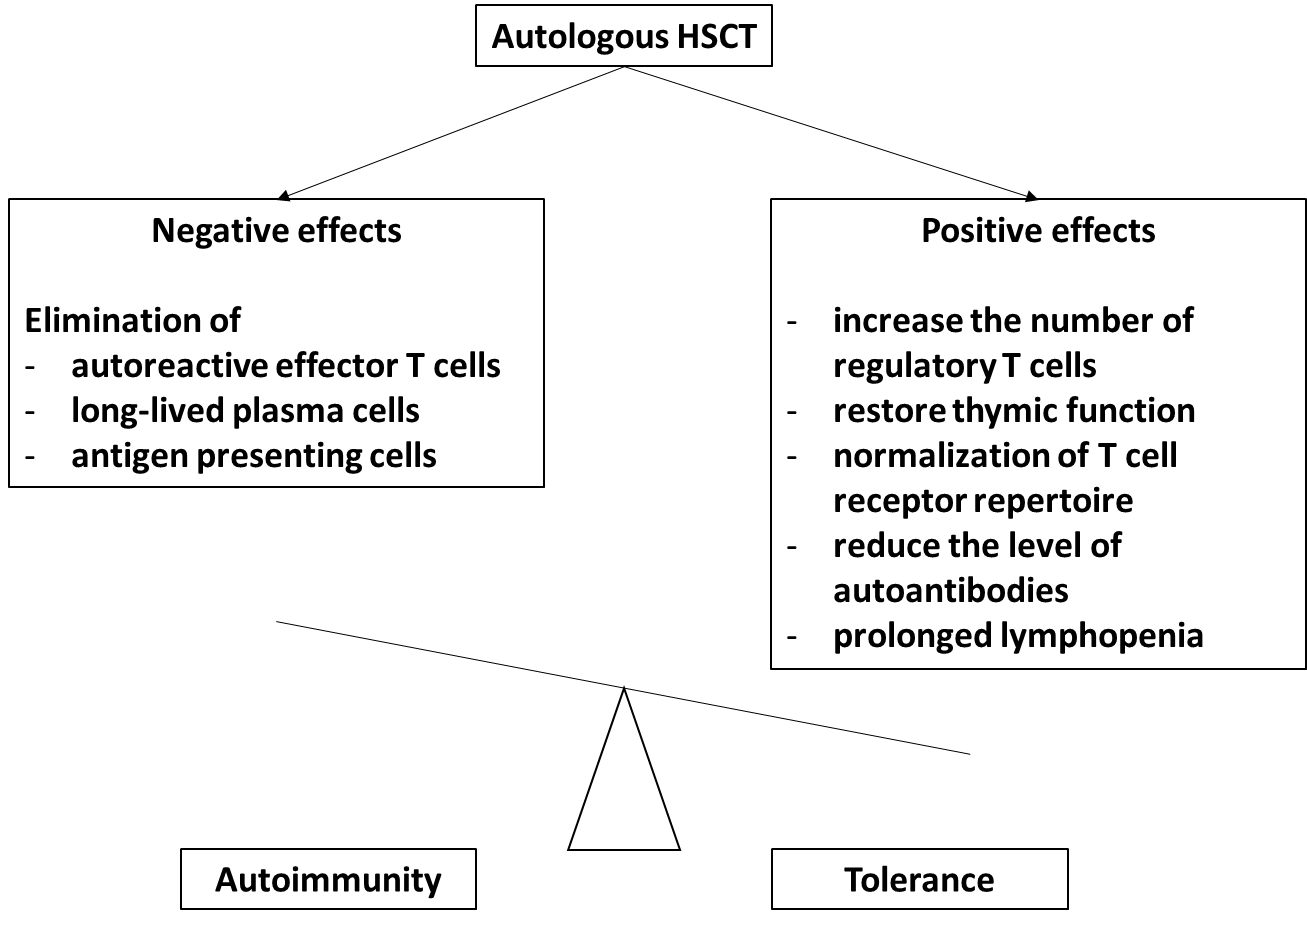 Autologous HSCT
Negative effects
Elimination of
- autoreactive effector T cells
- long-lived plasma cells
- antigen presenting cells
Positive effects
- increase the number of
regulatory T cells
- restore thymic function
- normalization of T cell
receptor repertoire
- reduce the level of
autoantibodies
- prolonged lymphopenia
Autoimmunity
Tolerance